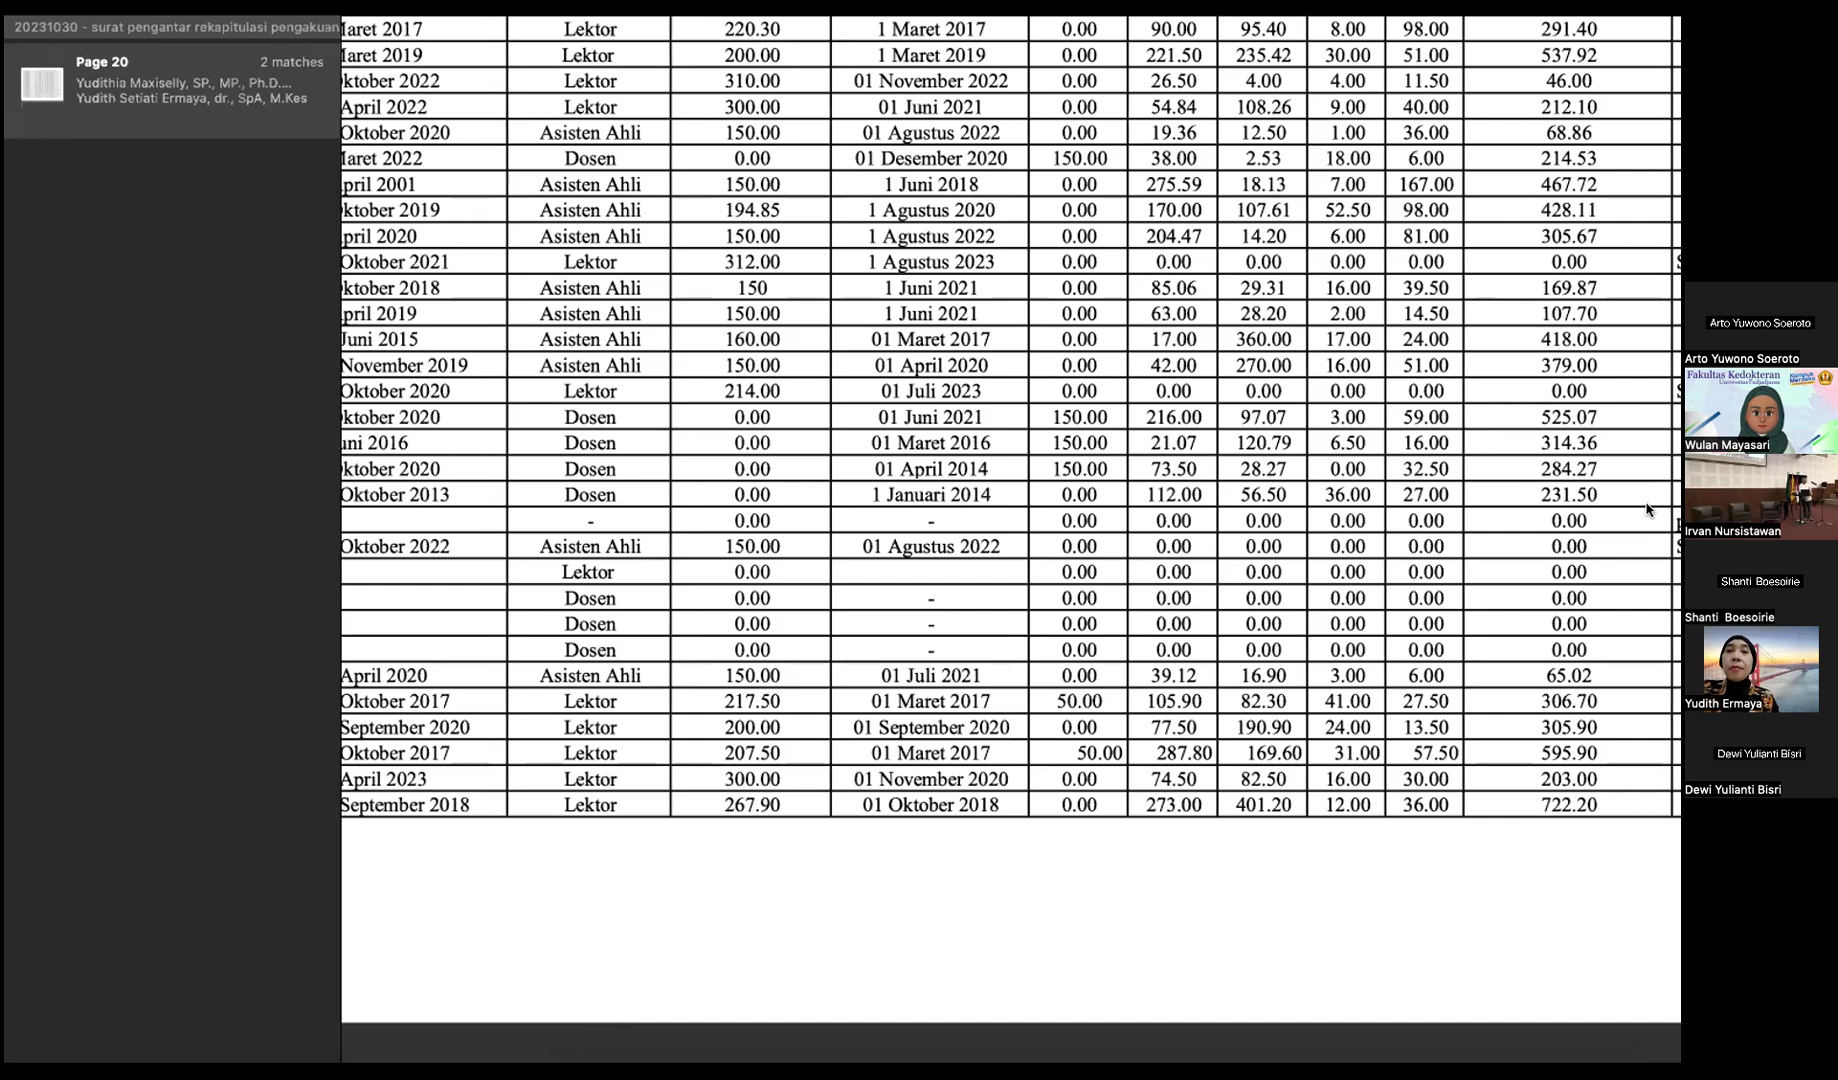 20231030 - surat pengantar rekapitulasi pengakuan
Page 20 2 matches
Yudithia Maxiselly, SP., MP., Ph.D....
Yudith Setiati Ermaya, dr., SpA, M.Kes
Maret 2017 Lektor 220.30 1 Maret 2017 0.00 90.00 95.40 8.00 98.00 291.40
Maret 2019 Lektor 200.00 1 Maret 2019 0.00 221.50 235.42 30.00 51.00 537.92
Oktober 2022 Lektor 310.00 01 November 2022 0.00 26.50 4.00 4.00 11.50 46.00
April 2022 Lektor 300.00 01 Juni 2021 0.00 54.84 108.26 9.00 40.00 212.10
Oktober 2020 Asisten Ahli 150.00 01 Agustus 2022 0.00 19.36 12.50 1.00 36.00 68.86
Maret 2022 Dosen 0.00 01 Desember 2020 150.00 38.00 2.53 18.00 6.00 214.53
April 2001 Asisten Ahli 150.00 1 Juni 2018 0.00 275.59 18.13 7.00 167.00 467.72
Oktober 2019 Asisten Ahli 194.85 1 Agustus 2020 0.00 170.00 107.61 52.50 98.00 428.11
April 2020 Asisten Ahli 150.00 1 Agustus 2022 0.00 204.47 14.20 6.00 81.00 305.67
Oktober 2021 Lektor 312.00 1 Agustus 2023 0.00 0.00 0.00 0.00 0.00 0.00
Oktober 2018 Asisten Ahli 150 1 Juni 2021 0.00 85.06 29.31 16.00 39.50 169.87
April 2019 Asisten Ahli 150.00 1 Juni 2021 0.00 63.00 28.20 2.00 14.50 107.70
Juni 2015 Asisten Ahli 160.00 01 Maret 2017 0.00 17.00 360.00 17.00 24.00 418.00
November 2019 Asisten Ahli 150.00 01 April 2020 0.00 42.00 270.00 16.00 51.00 379.00
Oktober 2020 Lektor 214.00 01 Juli 2023 0.00 0.00 0.00 0.00 0.00 0.00
Oktober 2020 Dosen 0.00 01 Juni 2021 150.00 216.00 97.07 3.00 59.00 525.07
uni 2016 Dosen 0.00 01 Maret 2016 150.00 21.07 120.79 6.50 16.00 314.36
Oktober 2020 Dosen 0.00 01 April 2014 150.00 73.50 28.27 0.00 32.50 284.27
Oktober 2013 Dosen 0.00 1 Januari 2014 0.00 112.00 56.50 36.00 27.00 231.50
- 0.00 - 0.00 0.00 0.00 0.00 0.00 0.00
Oktober 2022 Asisten Ahli 150.00 01 Agustus 2022 0.00 0.00 0.00 0.00 0.00 0.00
Lektor 0.00 0.00 0.00 0.00 0.00 0.00 0.00
Dosen 0.00 - 0.00 0.00 0.00 0.00 0.00 0.00
Dosen 0.00 - 0.00 0.00 0.00 0.00 0.00 0.00
Dosen 0.00 - 0.00 0.00 0.00 0.00 0.00 0.00
April 2020 Asisten Ahli 150.00 01 Juli 2021 0.00 39.12 16.90 3.00 6.00 65.02
Oktober 2017 Lektor 217.50 01 Maret 2017 50.00 105.90 82.30 41.00 27.50 306.70
September 2020 Lektor 200.00 01 September 2020 0.00 77.50 190.90 24.00 13.50 305.90
Oktober 2017 Lektor 207.50 01 Maret 2017 50.00 287.80 169.60 31.00 57.50 595.90
April 2023 Lektor 300.00 01 November 2020 0.00 74.50 82.50 16.00 30.00 203.00
September 2018 Lektor 267.90 01 Oktober 2018 0.00 273.00 401.20 12.00 36.00 722.20
Arto Yuwono Soeroto
Arto Yuwono Soeroto
Fakultas Kedokteran
Universitas Padjadjaran
Kampus Merdeka
Wulan Mayasari
Irvan Nursistawan
Shanti Boesoirie
Shanti Boesoirie
Yudith Ermaya
Dewi Yulianti Bisri
Dewi Yulianti Bisri